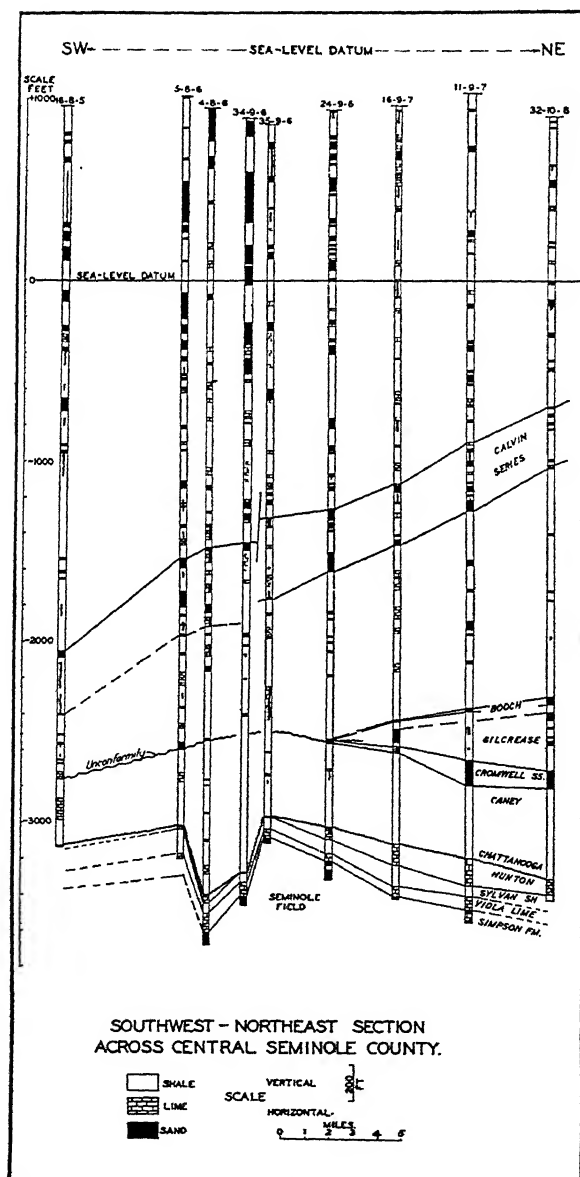 SW SEA-LEVEL DATUM NE
SCALE
FEET
+1000
16-8-5
5-8-6
4-8-6
34-9-6
35-9-6
24-9-6
16-9-7
11-9-7
32-10-8
SEA-LEVEL DATUM
0
-1000
CALVIN
SERIES
-2000
BOOCH
GILCREASE
Unconformity
CROMWELL SS.
CANEY
-3000
CHATTANOOGA
HUNTON
SYLVAN SH
VIOLA LIME
SIMPSON FM.
SEMINOLE
FIELD
SOUTHWEST - NORTHEAST SECTION
ACROSS CENTRAL SEMINOLE COUNTY.
SHALE
LIME
SAND
SCALE
VERTICAL
200
FT
HORIZONTAL.
MILES
0 1 2 3 4 5